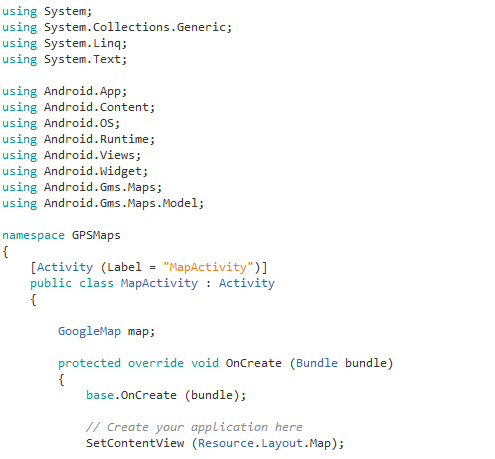 using System;
using System.Collections.Generic;
using System.Linq;
using System.Text;

using Android.App;
using Android.Content;
using Android.OS;
using Android.Runtime;
using Android.Views;
using Android.Widget;
using Android.Gms.Maps;
using Android.Gms.Maps.Model;

namespace GPSMaps
{
    [Activity (Label = "MapActivity")]
    public class MapActivity : Activity
    {

        GoogleMap map;

        protected override void OnCreate (Bundle bundle)
        {
            base.OnCreate (bundle);

            // Create your application here
            SetContentView (Resource.Layout.Map);